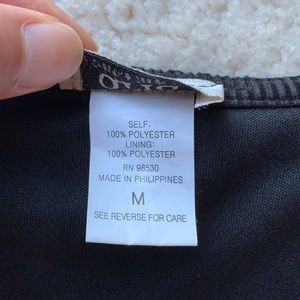 SELF:
100% POLYESTER
LINING:
100% POLYESTER
RN 98530
MADE IN PHILIPPINES
M
SEE REVERSE FOR CARE